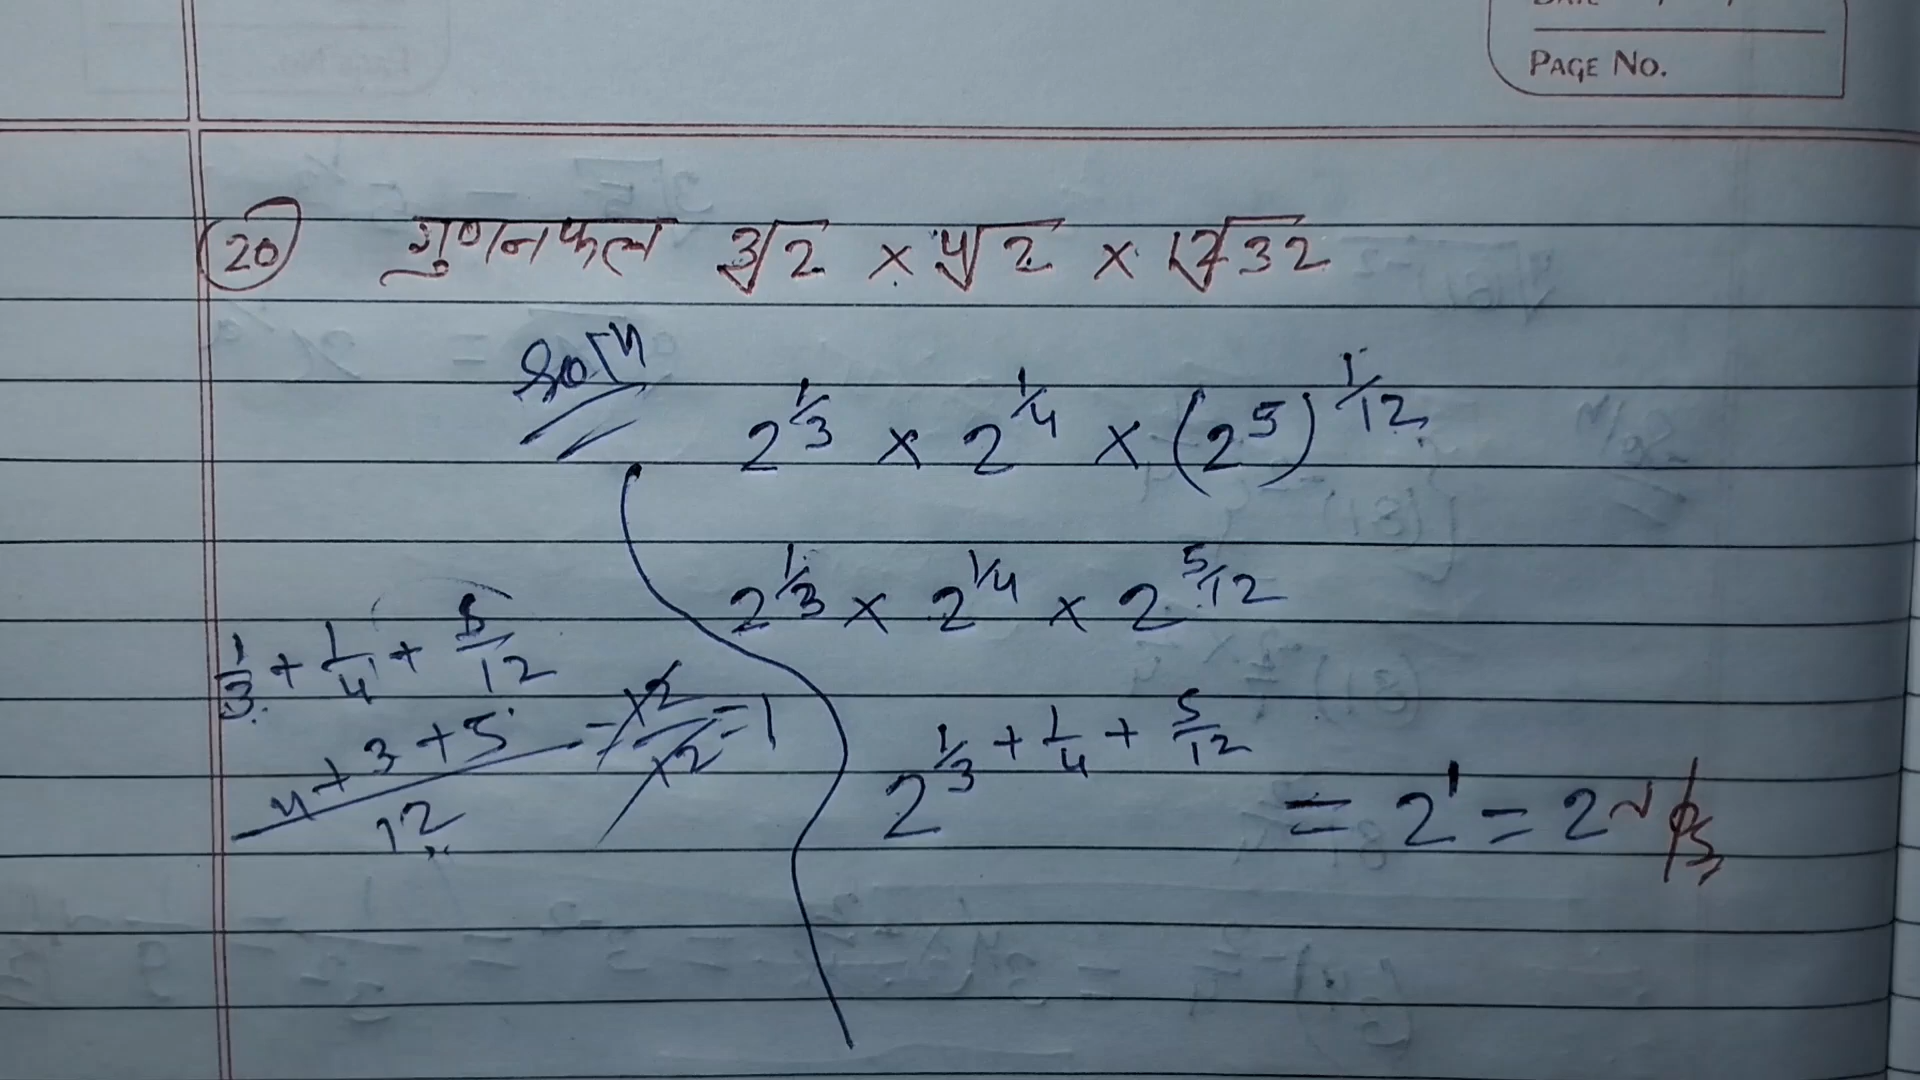 PAGE NO.
20 गुणनफल ∛2 × ∜2 × ¹²√32
Solⁿ
2^1/3 × 2^1/4 × (2^5)^1/12
2^1/3 × 2^1/4 × 2^5/12
1/3 + 1/4 + 5/12
(4+3+5)/12 = 12/12 = 1
2^(1/3 + 1/4 + 5/12) = 2^1 = 2